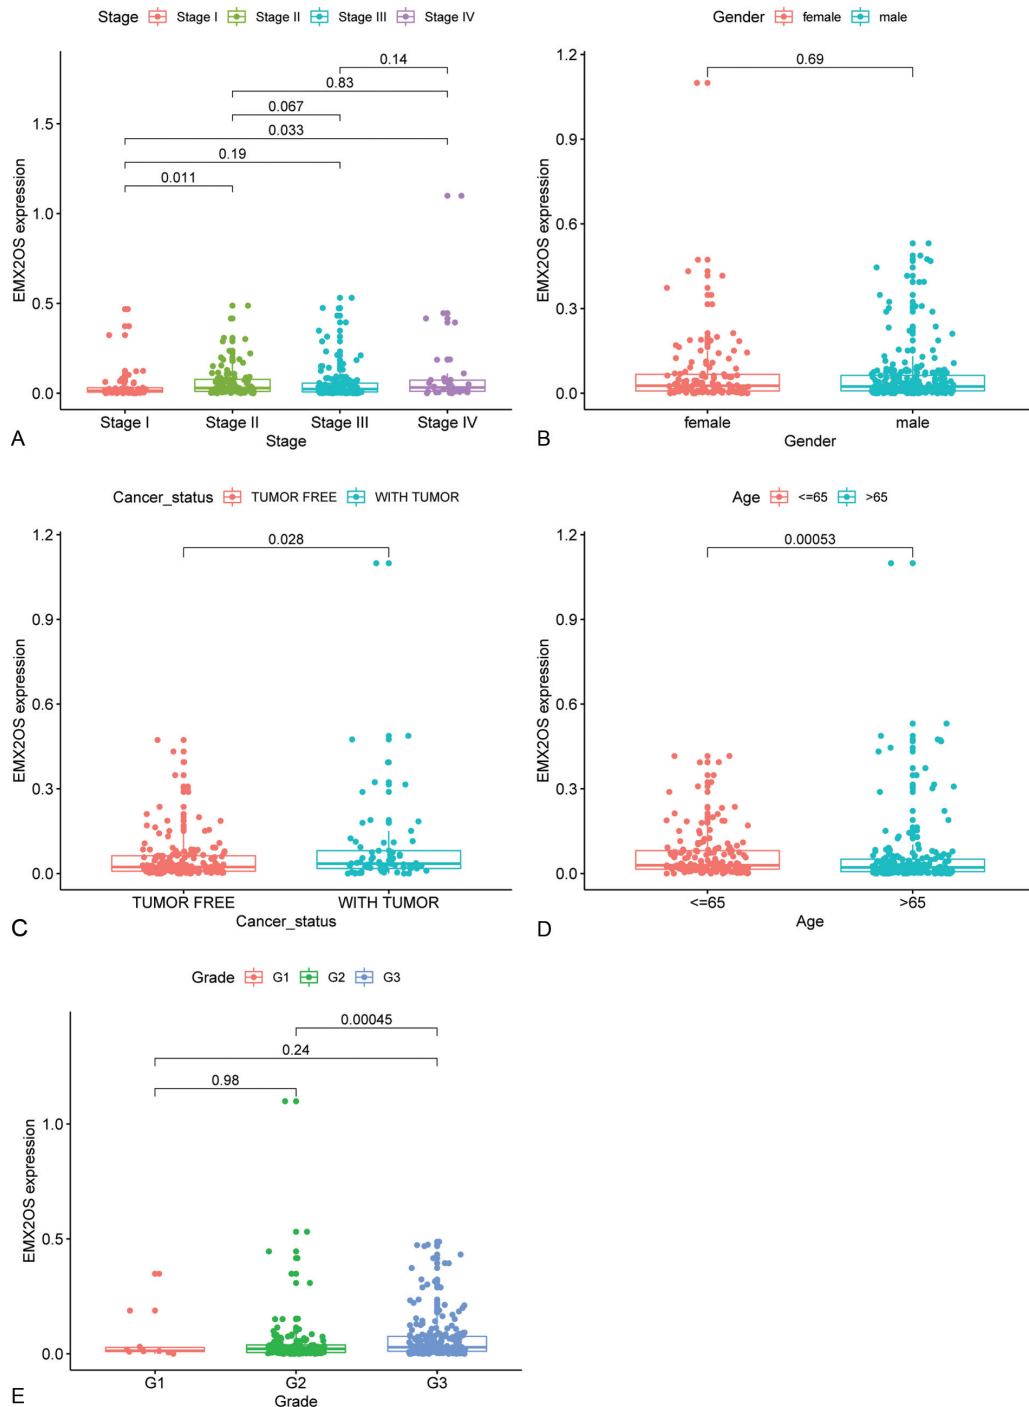 Stage Stage I Stage II Stage III Stage IV
0.14
0.83
0.067
0.033
0.19
0.011
1.5
1.0
0.5
0.0
EMX2OS expression
Stage I Stage II Stage III Stage IV
Stage
A
Gender female male
1.2
0.69
0.9
0.6
0.3
0.0
EMX2OS expression
female male
Gender
B
Cancer_status TUMOR FREE WITH TUMOR
1.2
0.028
0.9
0.6
0.3
0.0
EMX2OS expression
TUMOR FREE WITH TUMOR
Cancer_status
C
Age <=65 >65
1.2
0.00053
0.9
0.6
0.3
0.0
EMX2OS expression
<=65 >65
Age
D
Grade G1 G2 G3
0.00045
0.24
0.98
1.0
0.5
0.0
EMX2OS expression
G1 G2 G3
Grade
E